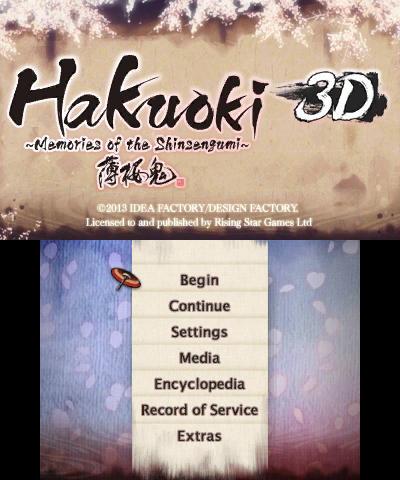 Hakuoki 3D
~Memories of the Shinsengumi~
薄桜鬼
©2013 IDEA FACTORY/DESIGN FACTORY.
Licensed to and published by Rising Star Games Ltd
Begin
Continue
Settings
Media
Encyclopedia
Record of Service
Extras